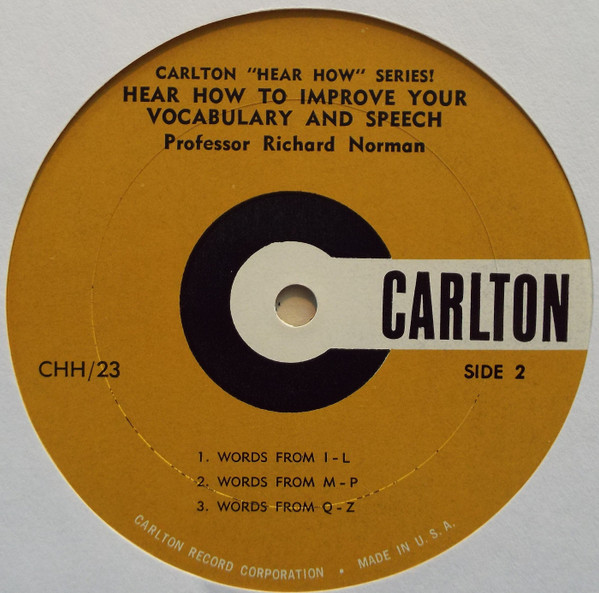 CARLTON "HEAR HOW" SERIES!
HEAR HOW TO IMPROVE YOUR
VOCABULARY AND SPEECH
Professor Richard Norman
CARLTON
CHH/23
SIDE 2
1. WORDS FROM I-L
2. WORDS FROM M-P
3. WORDS FROM Q-Z
CARLTON RECORD CORPORATION • MADE IN U.S.A.